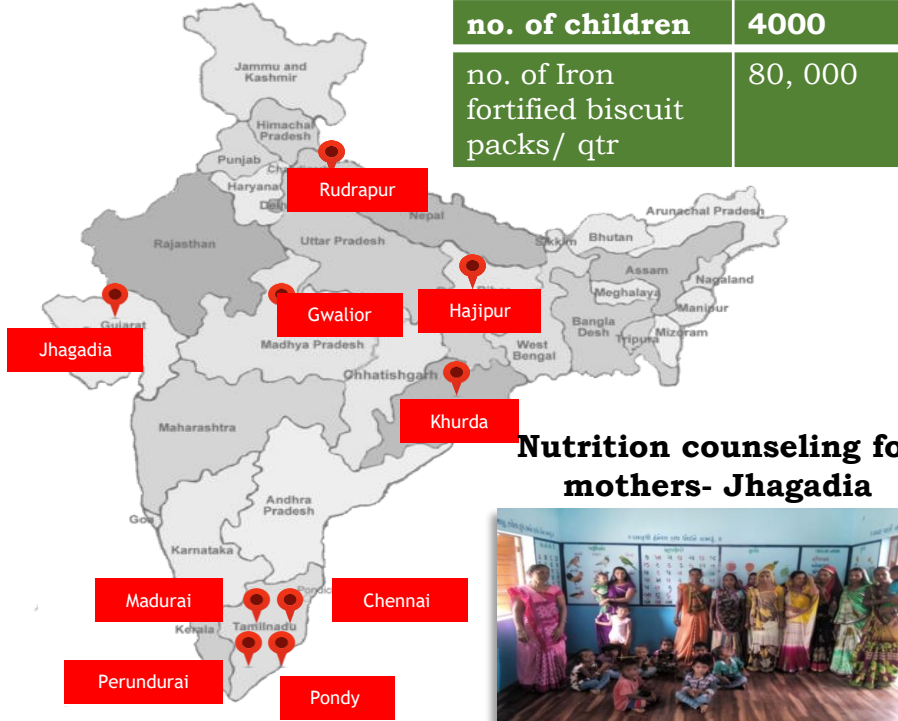 no. of children 4000
no. of Iron 80, 000
fortified biscuit
packs/ qtr
Jammu and
Kashmir
Himachal
Pradesh
Punjab
Haryana
Rudrapur
Nepal
Arunachal Pradesh
Rajasthan
Uttar Pradesh
Sikkim
Bhutan
Assam
Nagaland
Meghalaya
Manipur
Gujarat
Gwalior
Hajipur
Bangla
Desh
Tripura
Mizoram
Jhagadia
Madhya Pradesh
West
Bengal
Chhatishgarh
Khurda
Maharashtra
Nutrition counseling fo
mothers- Jhagadia
Andhra
Pradesh
Goa
Karnataka
Madurai
Chennai
Tamilnadu
Kerala
Perundurai
Pondy